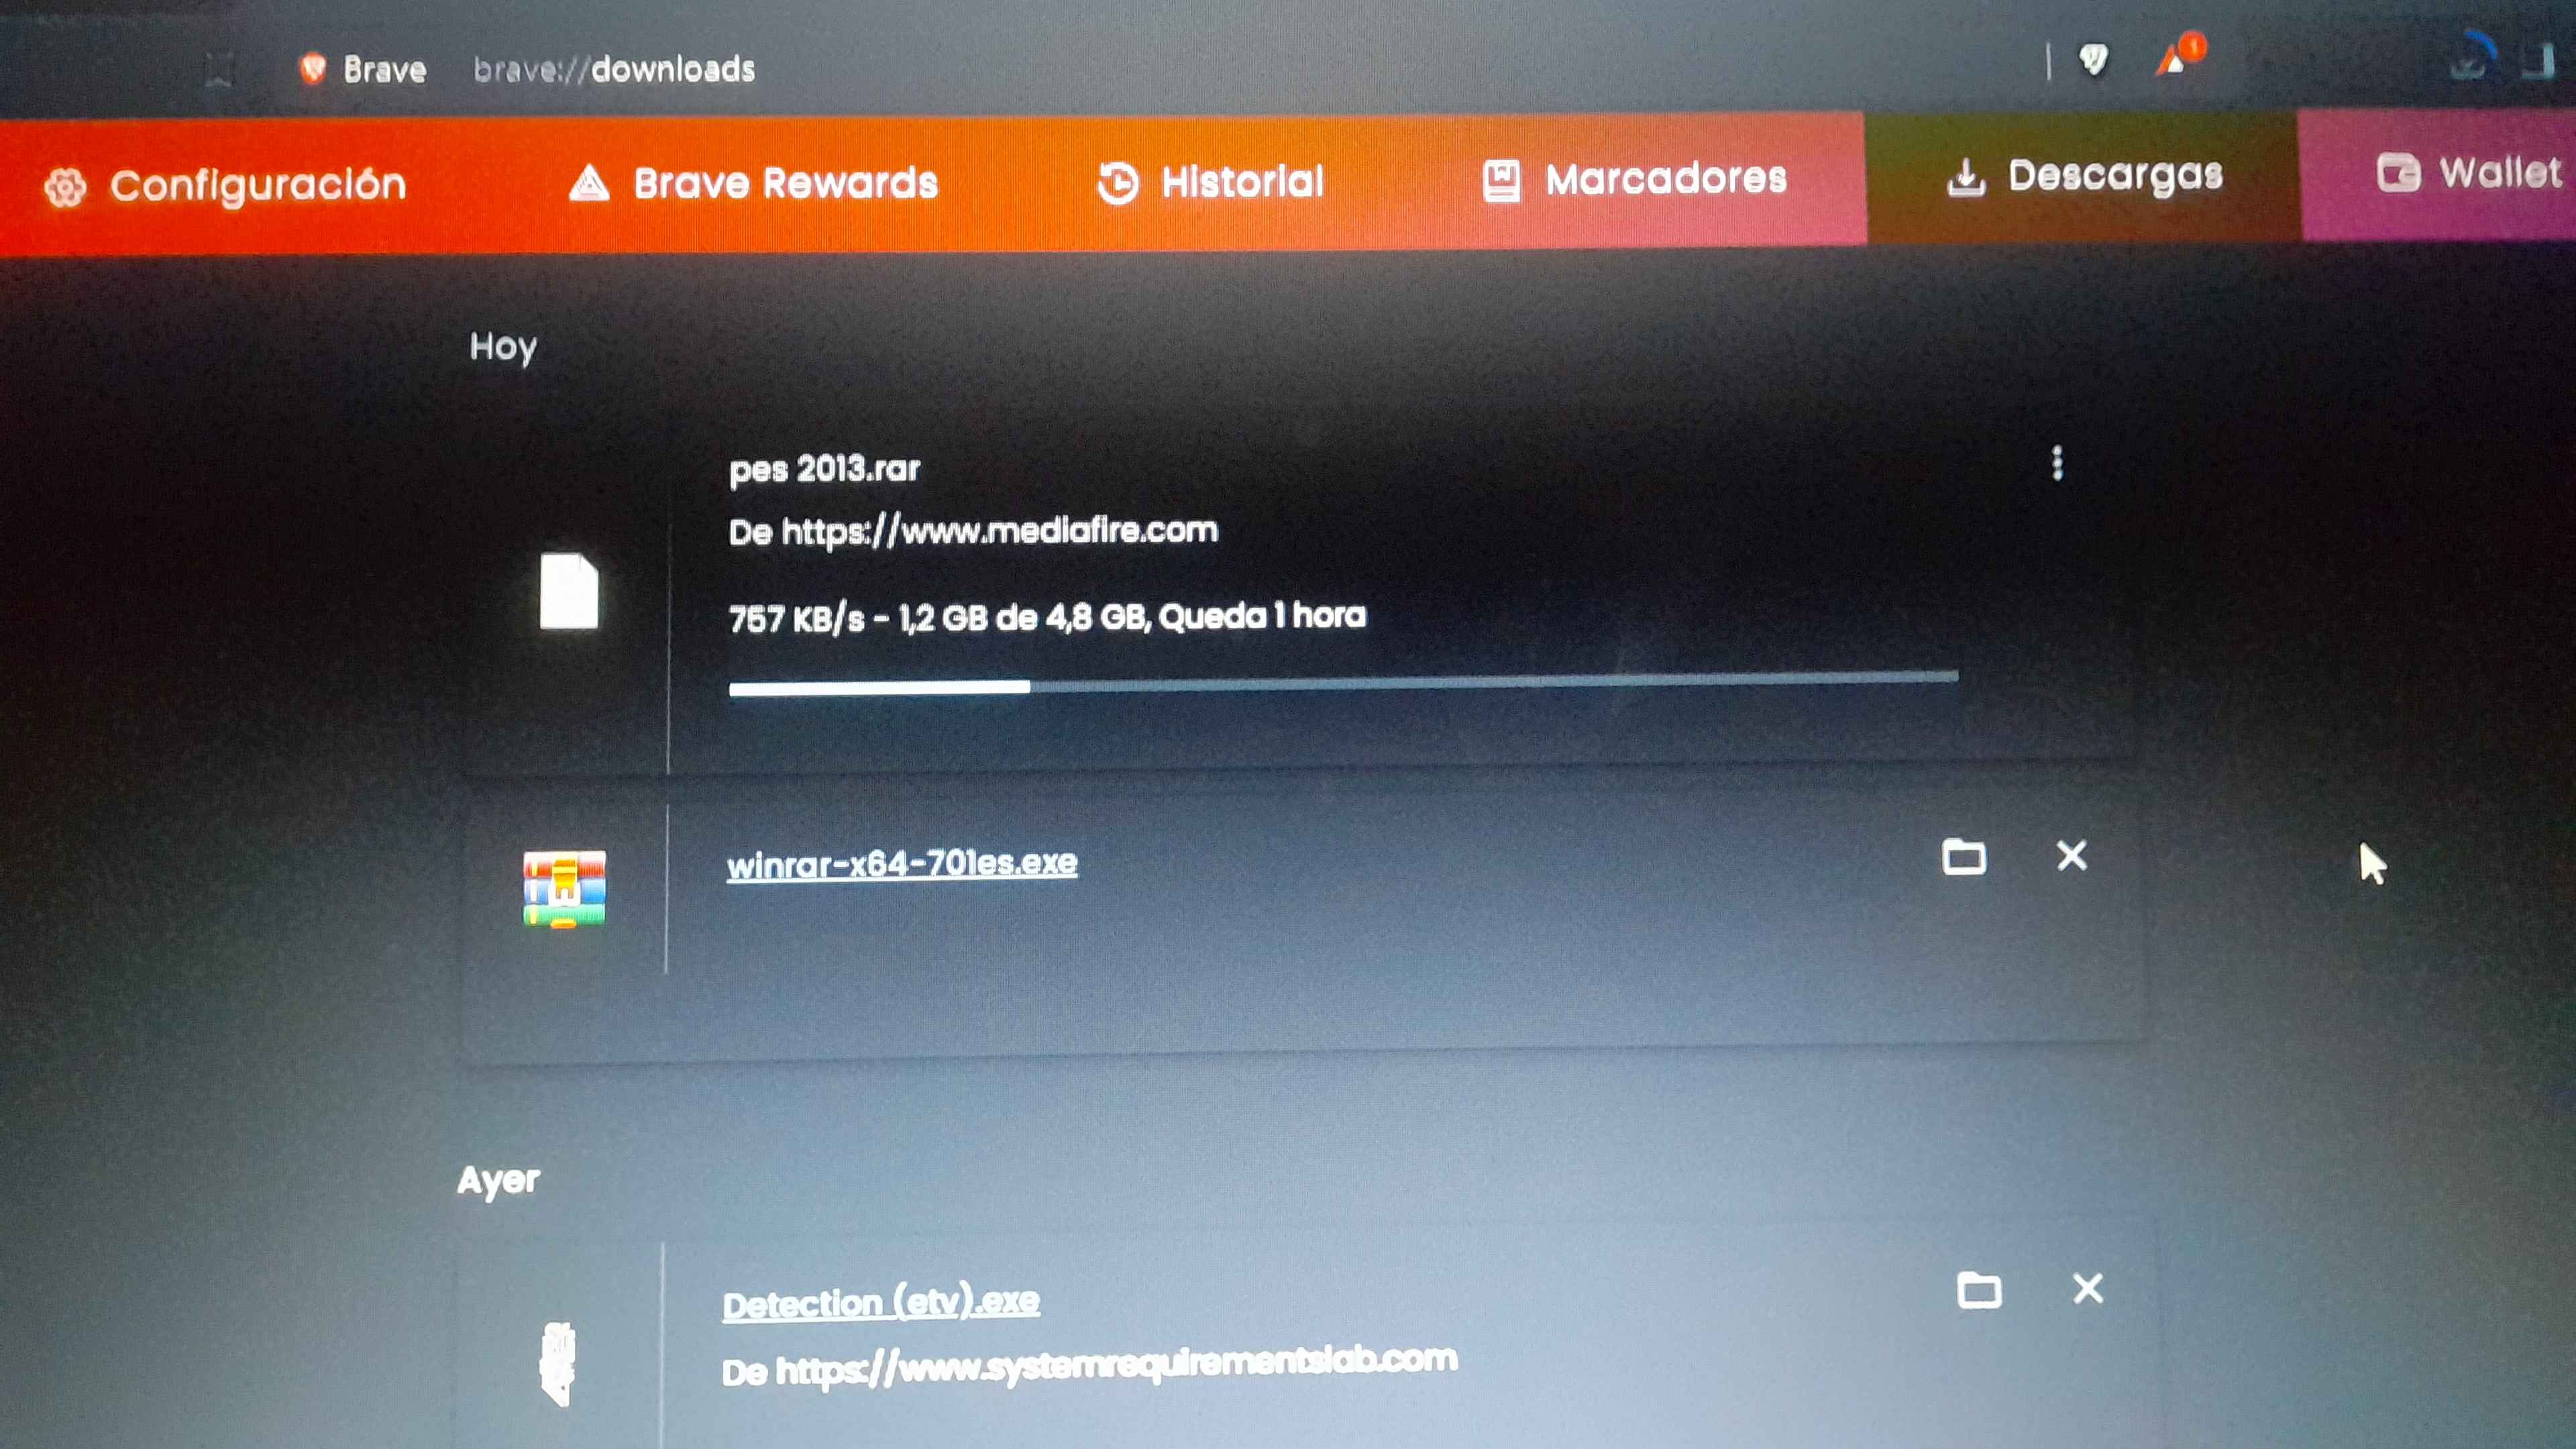 Brave brave://downloads
1
Configuración Brave Rewards Historial Marcadores Descargas Wallet
Hoy
pes 2013.rar
De https://www.mediafire.com
757 KB/s - 1,2 GB de 4,8 GB, Queda 1 hora
winrar-x64-701es.exe
Ayer
Detection (etv).exe
De https://www.systemrequirementslab.com